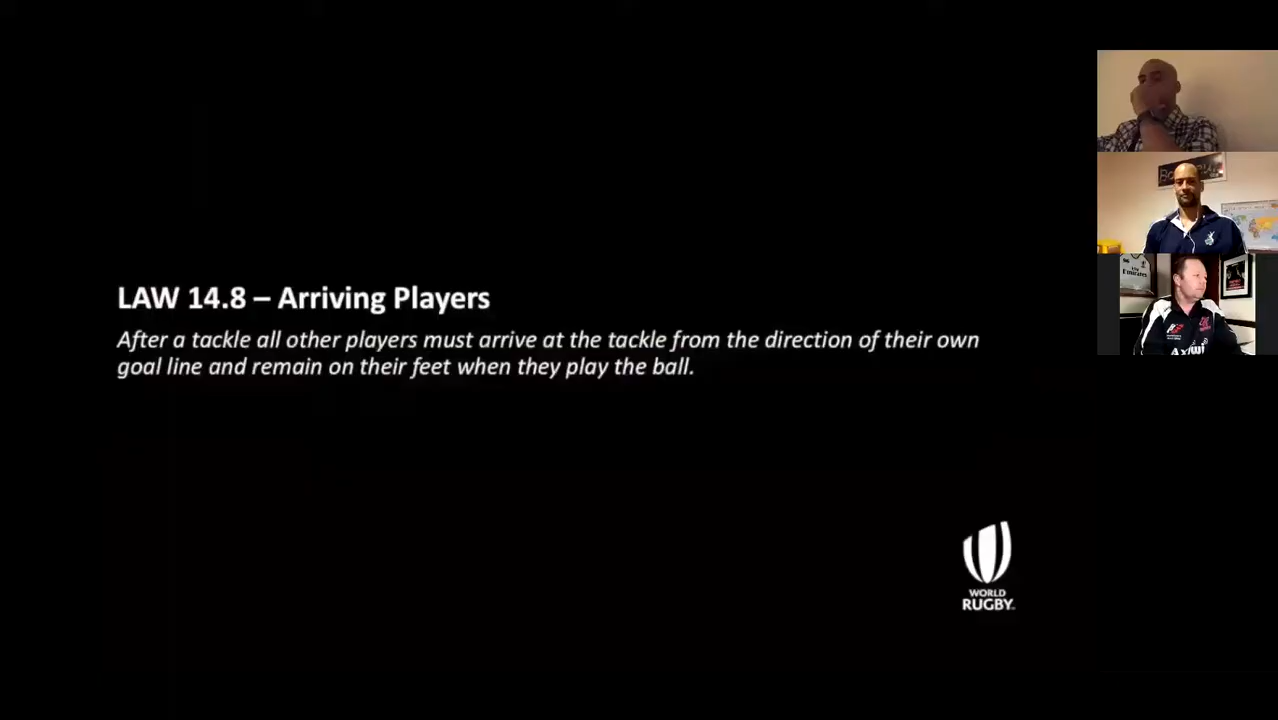 LAW 14.8 – Arriving Players
After a tackle all other players must arrive at the tackle from the direction of their own
goal line and remain on their feet when they play the ball.
WORLD
RUGBY